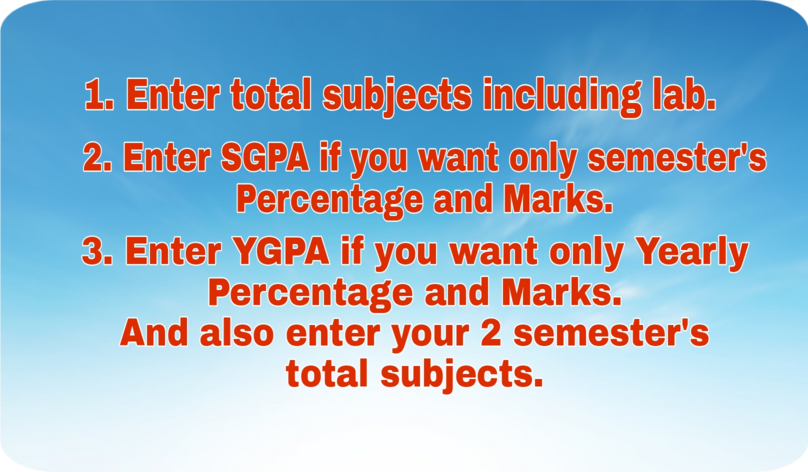 1. Enter total subjects including lab.
2. Enter SGPA if you want only semester's
Percentage and Marks.
3. Enter YGPA if you want only Yearly
Percentage and Marks.
And also enter your 2 semester's
total subjects.